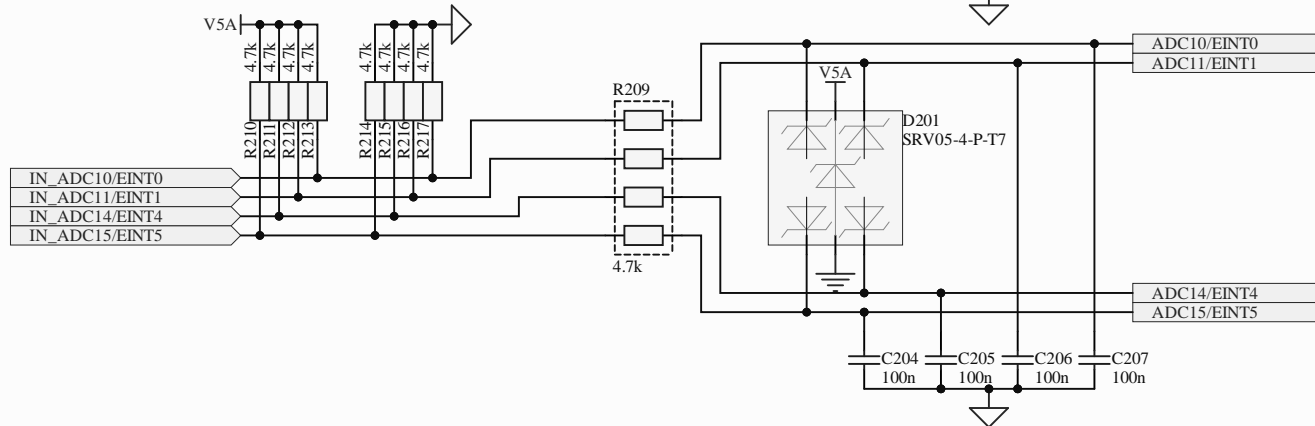 V5A
4.7k
4.7k
4.7k
4.7k
4.7k
4.7k
4.7k
4.7k
R210
R211
R212
R213
R214
R215
R216
R217
IN_ADC10/EINT0
IN_ADC11/EINT1
IN_ADC14/EINT4
IN_ADC15/EINT5
R209
4.7k
V5A
D201
SRV05-4-P-T7
ADC10/EINT0
ADC11/EINT1
ADC14/EINT4
ADC15/EINT5
C204
100n
C205
100n
C206
100n
C207
100n